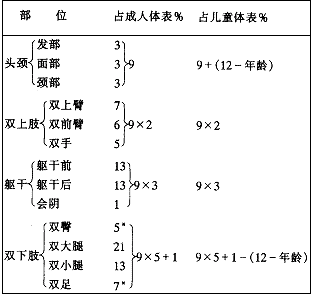 部 位 占成人体表% 占儿童体表%
发部 3
头颈 面部 3 9 9+(12-年龄)
颈部 3
双上臂 7
双上肢 双前臂 6 9×2 9×2
双手 5
躯干前 13
躯干 躯干后 13 9×3 9×3
会阴 1
双臀 5*
双大腿 21
双下肢 9×5+1 9×5+1-(12-年龄)
双小腿 13
双足 7*